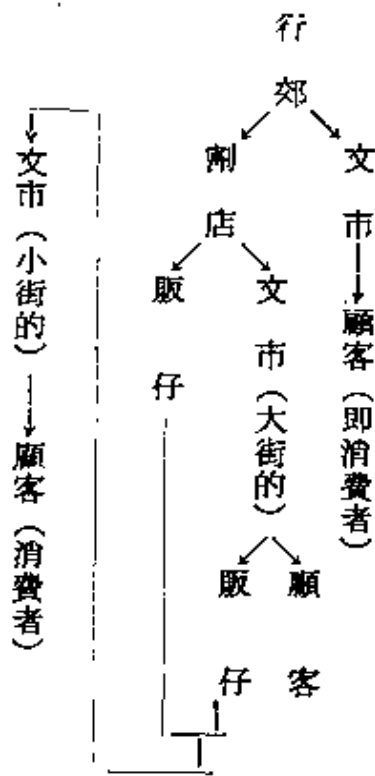 行郊
文市
顧客（即消費者）
割店
文市（大街的）
顧客
販仔
販仔
文市（小街的）
顧客（消費者）